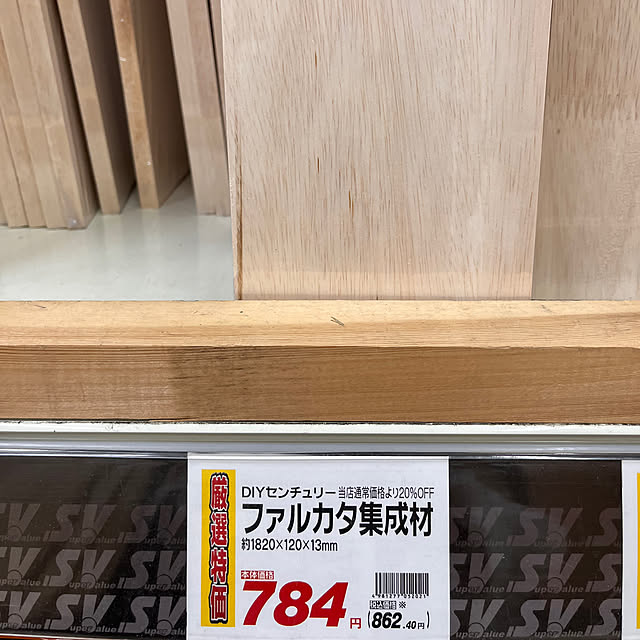 厳選特価
DIYセンチュリー 当店通常価格より20%OFF
ファルカタ集成材
約1820×120×13mm
本体価格
784円
税込価格 ※
(862.40円)
SV Super Value